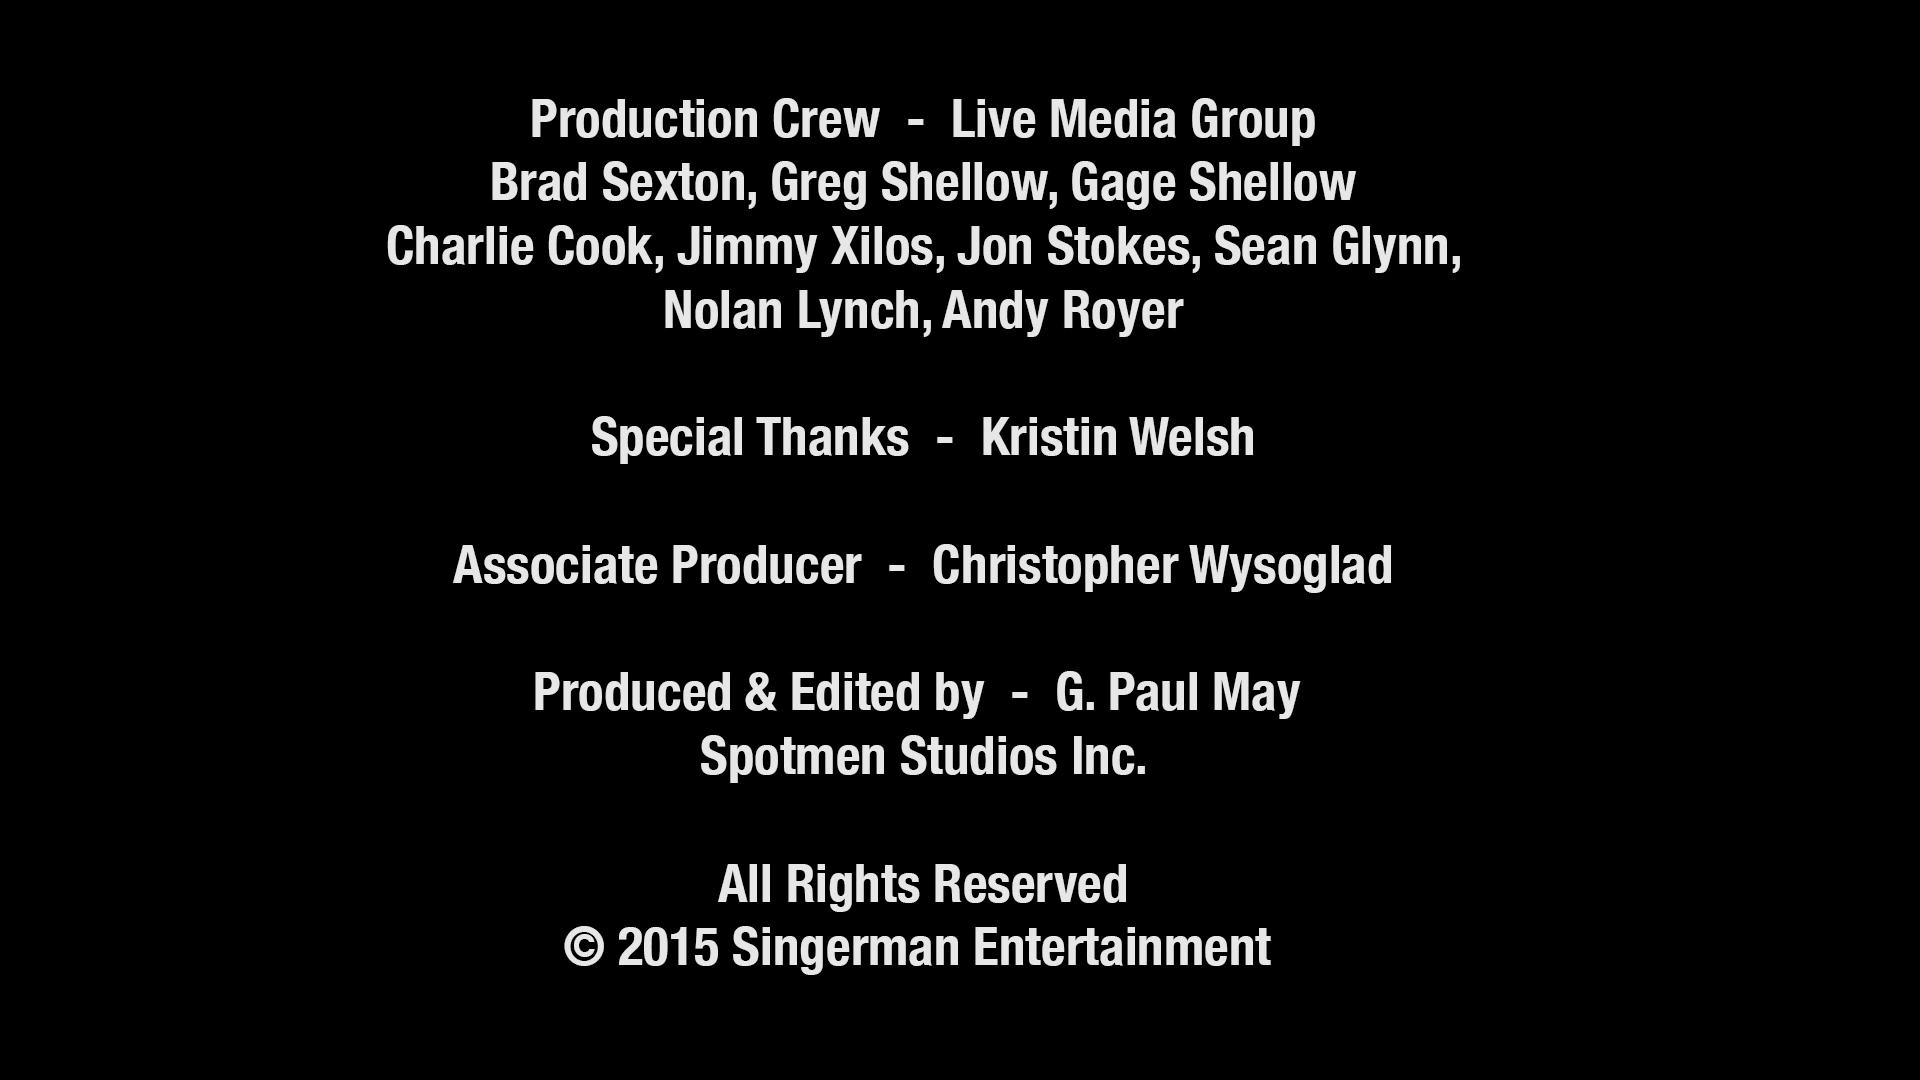 Production Crew - Live Media Group
Brad Sexton, Greg Shellow, Gage Shellow
Charlie Cook, Jimmy Xilos, Jon Stokes, Sean Glynn,
Nolan Lynch, Andy Royer
Special Thanks - Kristin Welsh
Associate Producer - Christopher Wysoglad
Produced & Edited by - G. Paul May
Spotmen Studios Inc.
All Rights Reserved
© 2015 Singerman Entertainment